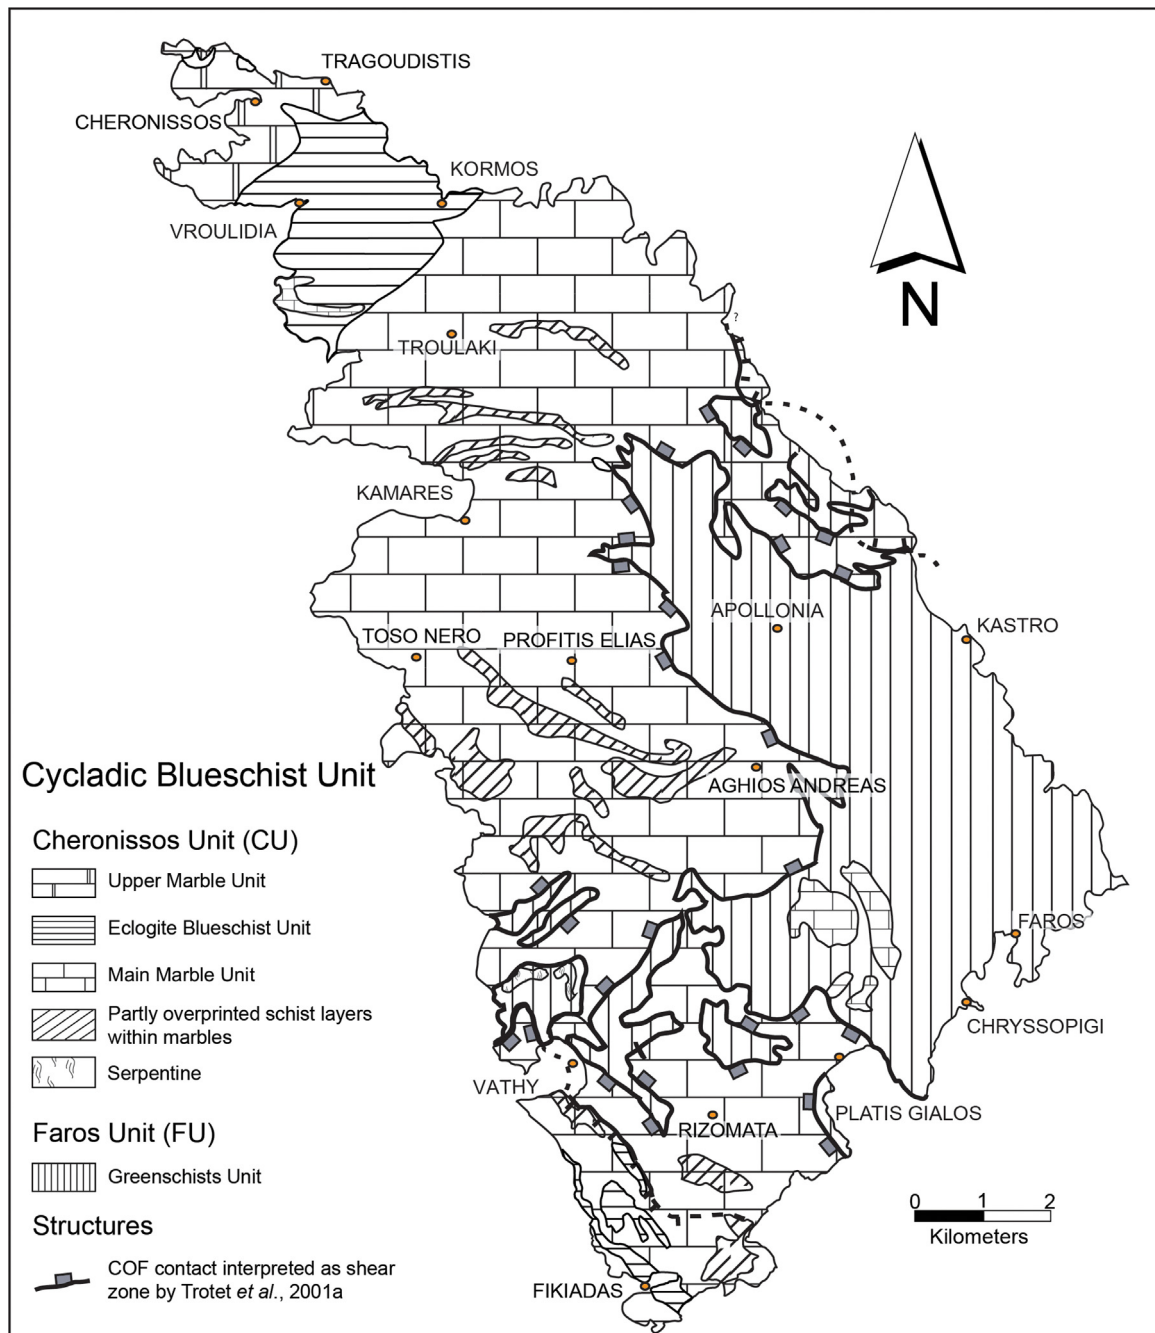 TRAGOUDISTIS
CHERONISSOS
KORMOS
VROULIDIA
N
?
TROULAKI
KAMARES
APOLLONIA
KASTRO
TOSO NERO
PROFITIS ELIAS
AGHIOS ANDREAS
FAROS
CHRYSSOPIGI
VATHY
PLATIS GIALOS
RIZOMATA
FIKIADAS
Cycladic Blueschist Unit
Cheronissos Unit (CU)
Upper Marble Unit
Eclogite Blueschist Unit
Main Marble Unit
Partly overprinted schist layers
within marbles
Serpentine
Faros Unit (FU)
Greenschists Unit
Structures
COF contact interpreted as shear
zone by Trotet et al., 2001a
0 1 2
Kilometers